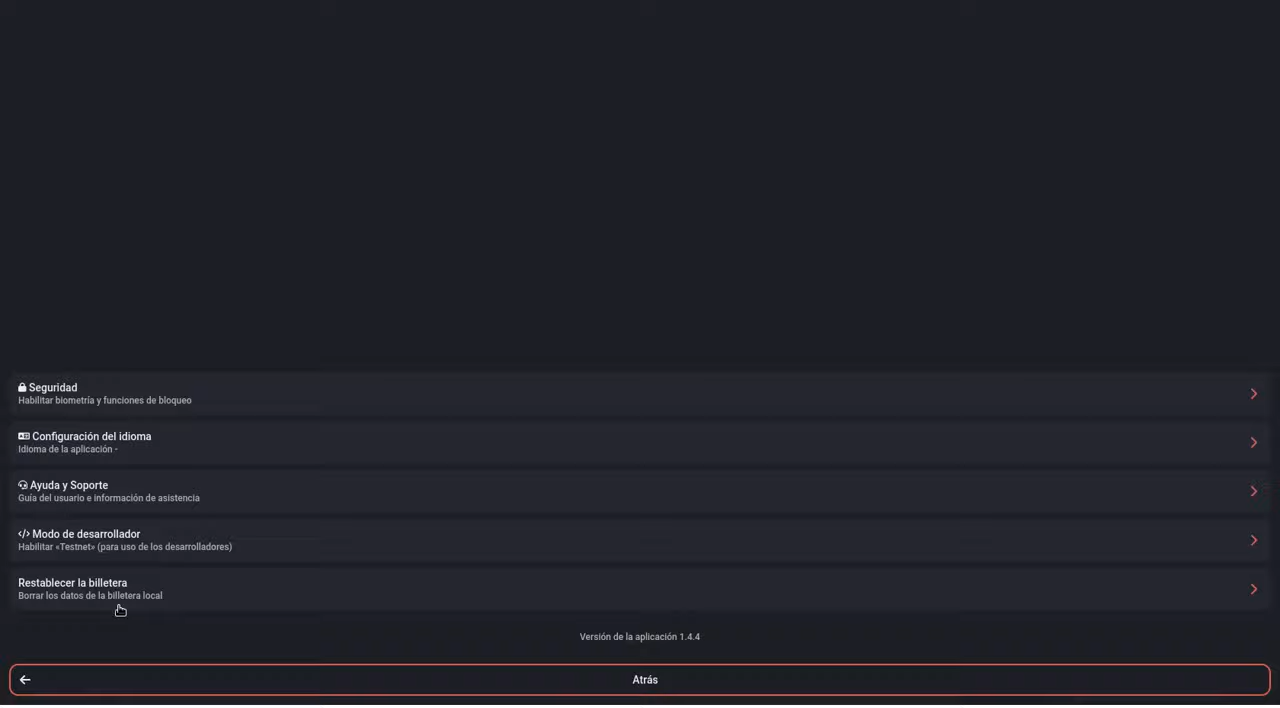 Seguridad
Habilitar biometría y funciones de bloqueo
Configuración del idioma
Idioma de la aplicación -
Ayuda y Soporte
Guía del usuario e información de asistencia
</> Modo de desarrollador
Habilitar «Testnet» (para uso de los desarrolladores)
Restablecer la billetera
Borrar los datos de la billetera local
Versión de la aplicación 1.4.4
Atrás